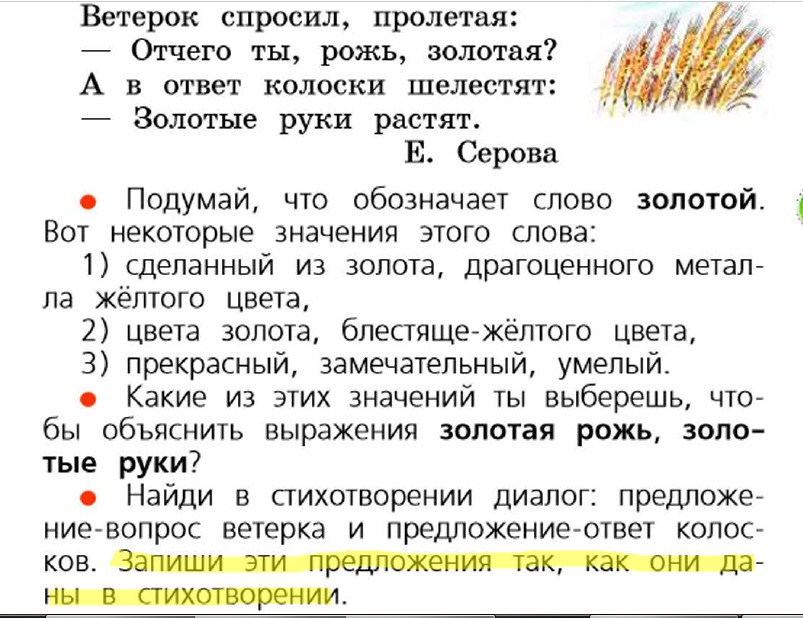 Ветерок спросил, пролетая:
— Отчего ты, рожь, золотая?
А в ответ колоски шелестят:
— Золотые руки растят.
Е. Серова
● Подумай, что обозначает слово золотой.
Вот некоторые значения этого слова:
1) сделанный из золота, драгоценного метал-
ла жёлтого цвета,
2) цвета золота, блестяще-жёлтого цвета,
3) прекрасный, замечательный, умелый.
● Какие из этих значений ты выберешь, что-
бы объяснить выражения золотая рожь, золо-
тые руки?
● Найди в стихотворении диалог: предложе-
ние-вопрос ветерка и предложение-ответ колос-
ков. Запиши эти предложения так, как они да-
ны в стихотворении.